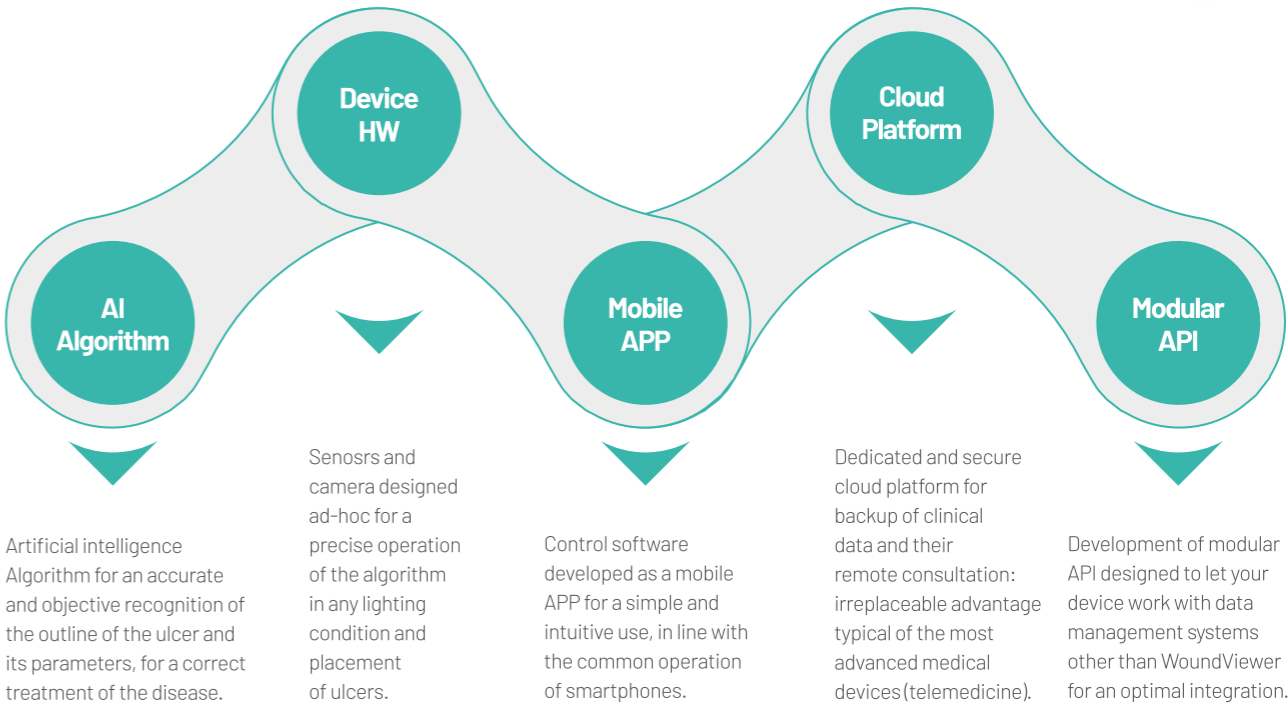 Device
HW
Cloud
Platform
AI
Algorithm
Mobile
APP
Modular
API
Artificial intelligence
Algorithm for an accurate
and objective recognition of
the outline of the ulcer and
its parameters, for a correct
treatment of the disease.
Senosrs and
camera designed
ad-hoc for a
precise operation
of the algorithm
in any lighting
condition and
placement
of ulcers.
Control software
developed as a mobile
APP for a simple and
intuitive use, in line with
the common operation
of smartphones.
Dedicated and secure
cloud platform for
backup of clinical
data and their
remote consultation:
irreplaceable advantage
typical of the most
advanced medical
devices (telemedicine).
Development of modular
API designed to let your
device work with data
management systems
other than WoundViewer
for an optimal integration.